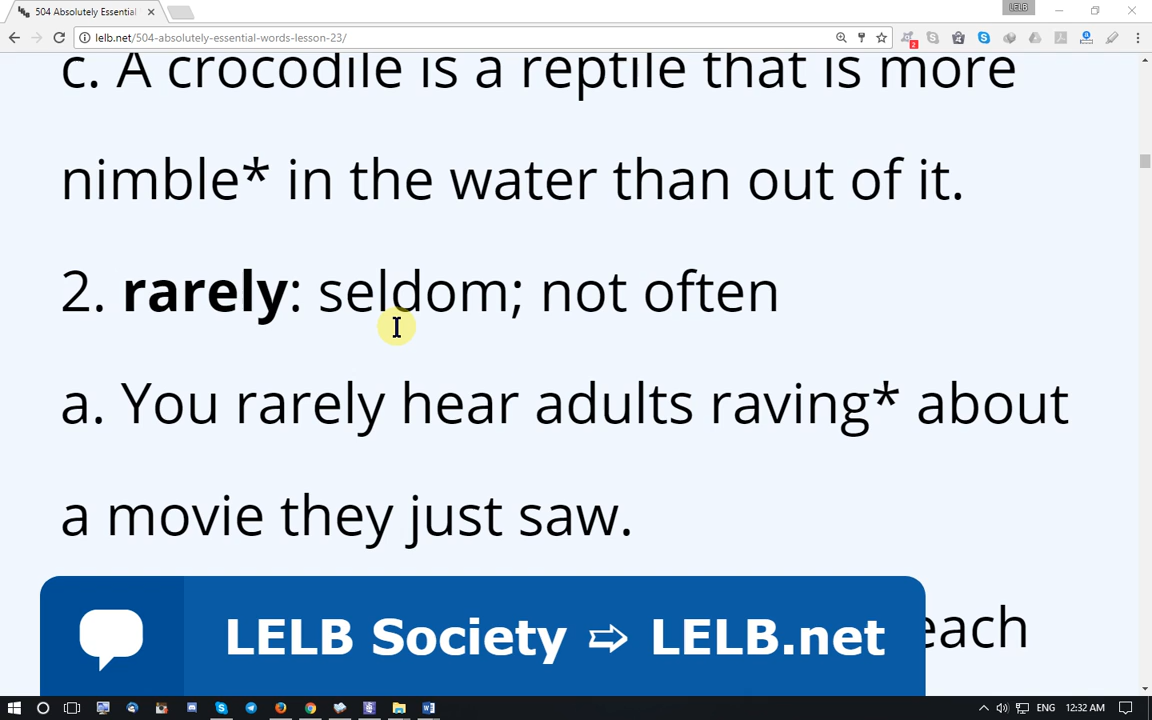 504 Absolutely Essential
LELB
lelb.net/504-absolutely-essential-words-lesson-23/
2
c. A crocodile is a reptile that is more
nimble* in the water than out of it.
2. rarely: seldom; not often
a. You rarely hear adults raving* about
a movie they just saw.
each
LELB Society ⇨ LELB.net
ENG 12:32 AM